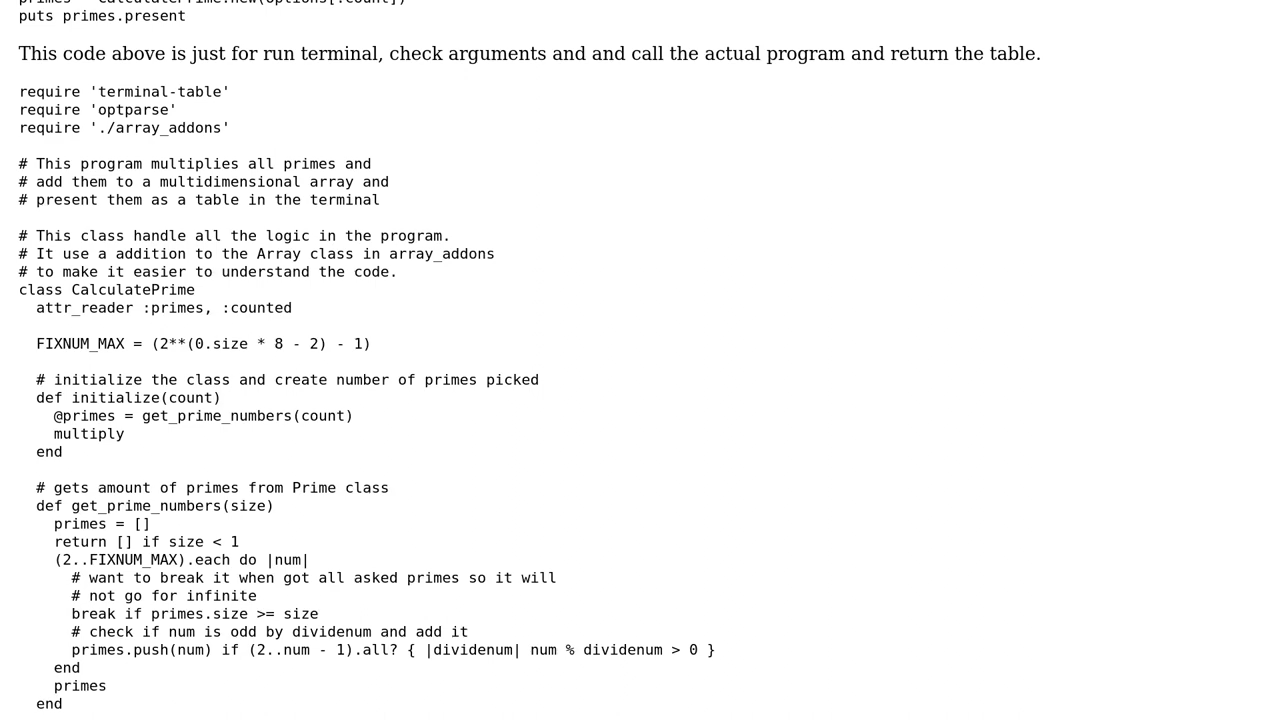 primes = CalculatePrime.new(options[:count])
puts primes.present
This code above is just for run terminal, check arguments and and call the actual program and return the table.
require 'terminal-table'
require 'optparse'
require './array_addons'
# This program multiplies all primes and
# add them to a multidimensional array and
# present them as a table in the terminal
# This class handle all the logic in the program.
# It use a addition to the Array class in array_addons
# to make it easier to understand the code.
class CalculatePrime
  attr_reader :primes, :counted
  FIXNUM_MAX = (2**(0.size * 8 - 2) - 1)
  # initialize the class and create number of primes picked
  def initialize(count)
    @primes = get_prime_numbers(count)
    multiply
  end
  # gets amount of primes from Prime class
  def get_prime_numbers(size)
    primes = []
    return [] if size < 1
    (2..FIXNUM_MAX).each do |num|
      # want to break it when got all asked primes so it will
      # not go for infinite
      break if primes.size >= size
      # check if num is odd by dividenum and add it
      primes.push(num) if (2..num - 1).all? { |dividenum| num % dividenum > 0 }
    end
    primes
  end